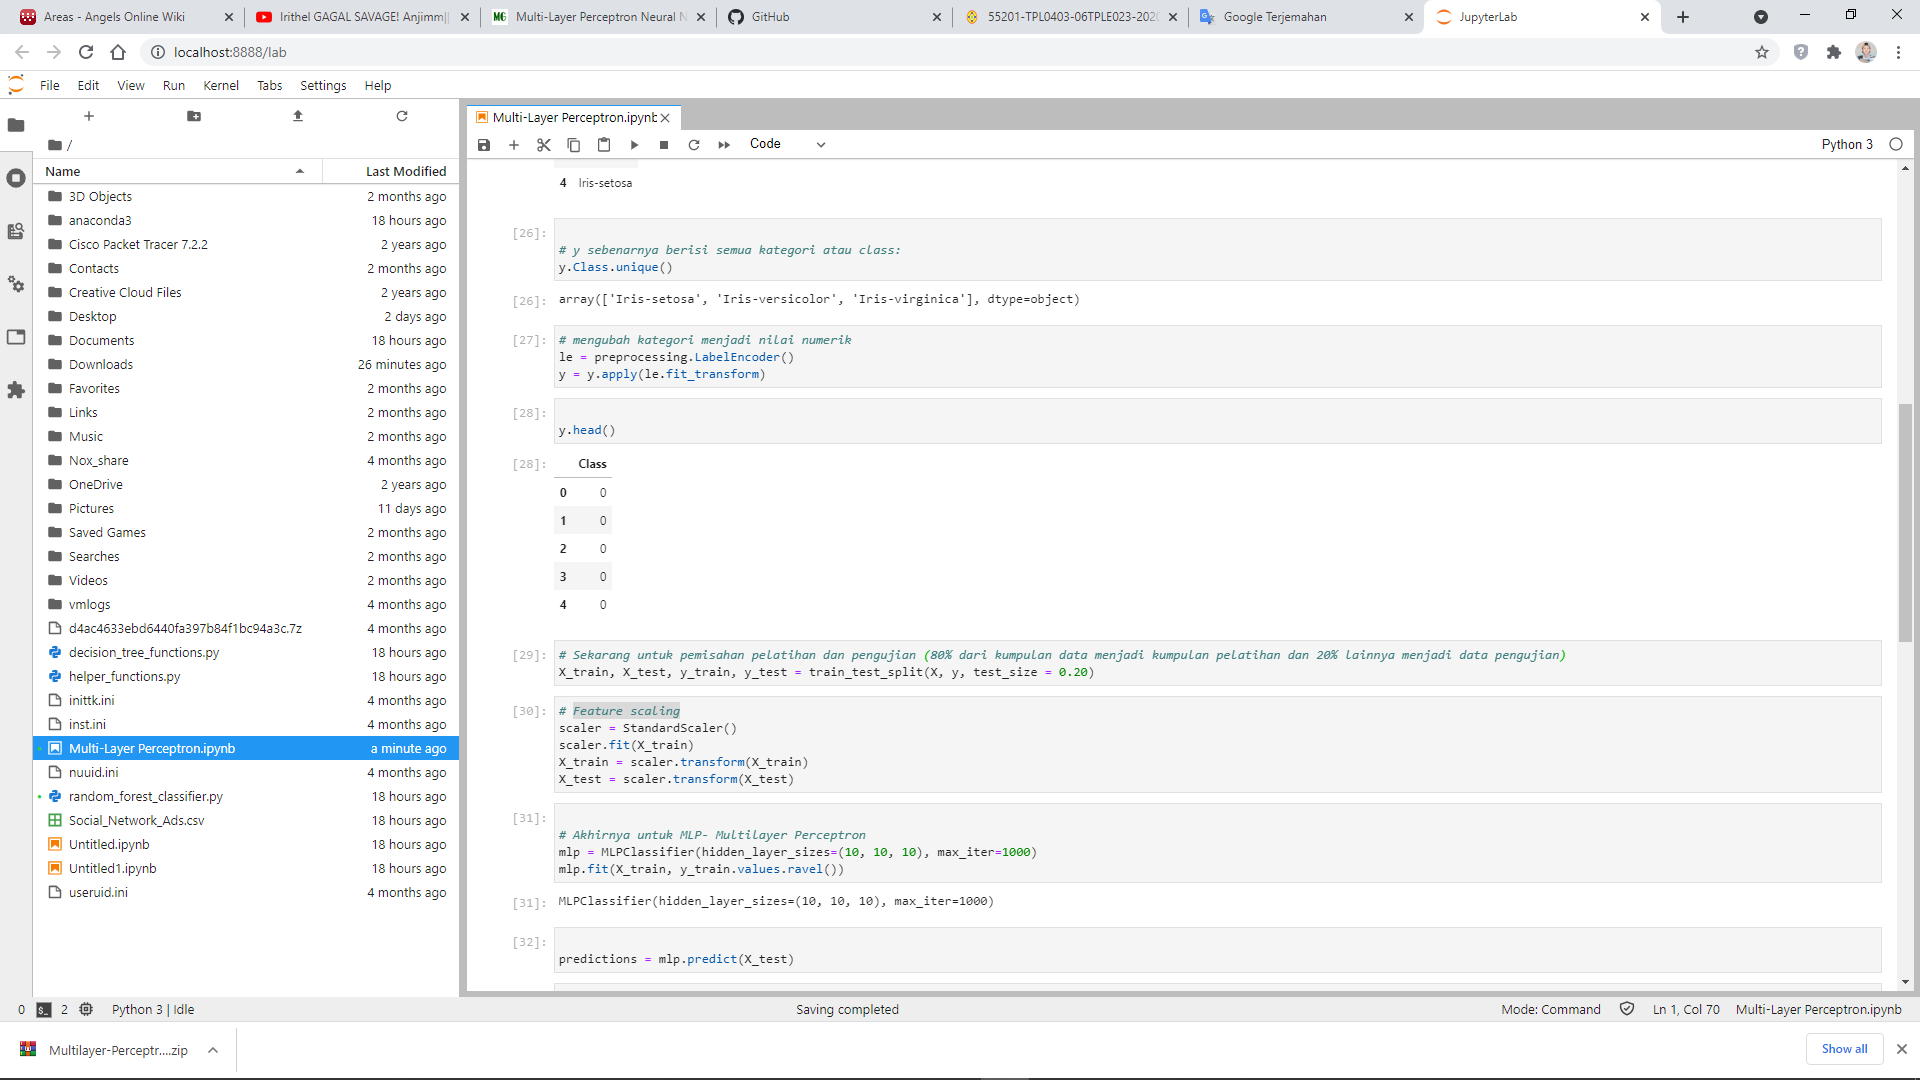 Areas - Angels Online Wiki
Irithel GAGAL SAVAGE! Anjimm||
Multi-Layer Perceptron Neural N
GitHub
55201-TPL0403-06TPLE023-202
Google Terjemahan
JupyterLab
localhost:8888/lab
File Edit View Run Kernel Tabs Settings Help
Multi-Layer Perceptron.ipynb
/
Code
Python 3
Name Last Modified
3D Objects 2 months ago
anaconda3 18 hours ago
Cisco Packet Tracer 7.2.2 2 years ago
Contacts 2 months ago
Creative Cloud Files 2 years ago
Desktop 2 days ago
Documents 18 hours ago
Downloads 26 minutes ago
Favorites 2 months ago
Links 2 months ago
Music 2 months ago
Nox_share 4 months ago
OneDrive 2 years ago
Pictures 11 days ago
Saved Games 2 months ago
Searches 2 months ago
Videos 2 months ago
vmlogs 4 months ago
d4ac4633ebd6440fa397b84f1bc94a3c.7z 4 months ago
decision_tree_functions.py 18 hours ago
helper_functions.py 18 hours ago
inittk.ini 4 months ago
inst.ini 4 months ago
Multi-Layer Perceptron.ipynb a minute ago
nuuid.ini 4 months ago
random_forest_classifier.py 18 hours ago
Social_Network_Ads.csv 18 hours ago
Untitled.ipynb 18 hours ago
Untitled1.ipynb 18 hours ago
useruid.ini 4 months ago
4 Iris-setosa
[26]:
# y sebenarnya berisi semua kategori atau class:
y.Class.unique()
[26]: array(['Iris-setosa', 'Iris-versicolor', 'Iris-virginica'], dtype=object)
[27]: # mengubah kategori menjadi nilai numerik
le = preprocessing.LabelEncoder()
y = y.apply(le.fit_transform)
[28]:
y.head()
[28]: Class
0 0
1 0
2 0
3 0
4 0
[29]: # Sekarang untuk pemisahan pelatihan dan pengujian (80% dari kumpulan data menjadi kumpulan pelatihan dan 20% lainnya menjadi data pengujian)
X_train, X_test, y_train, y_test = train_test_split(X, y, test_size = 0.20)
[30]: # Feature scaling
scaler = StandardScaler()
scaler.fit(X_train)
X_train = scaler.transform(X_train)
X_test = scaler.transform(X_test)
[31]:
# Akhirnya untuk MLP- Multilayer Perceptron
mlp = MLPClassifier(hidden_layer_sizes=(10, 10, 10), max_iter=1000)
mlp.fit(X_train, y_train.values.ravel())
[31]: MLPClassifier(hidden_layer_sizes=(10, 10, 10), max_iter=1000)
[32]:
predictions = mlp.predict(X_test)
0 2 Python 3 | Idle Saving completed Mode: Command Ln 1, Col 70 Multi-Layer Perceptron.ipynb
Multilayer-Perceptr....zip
Show all